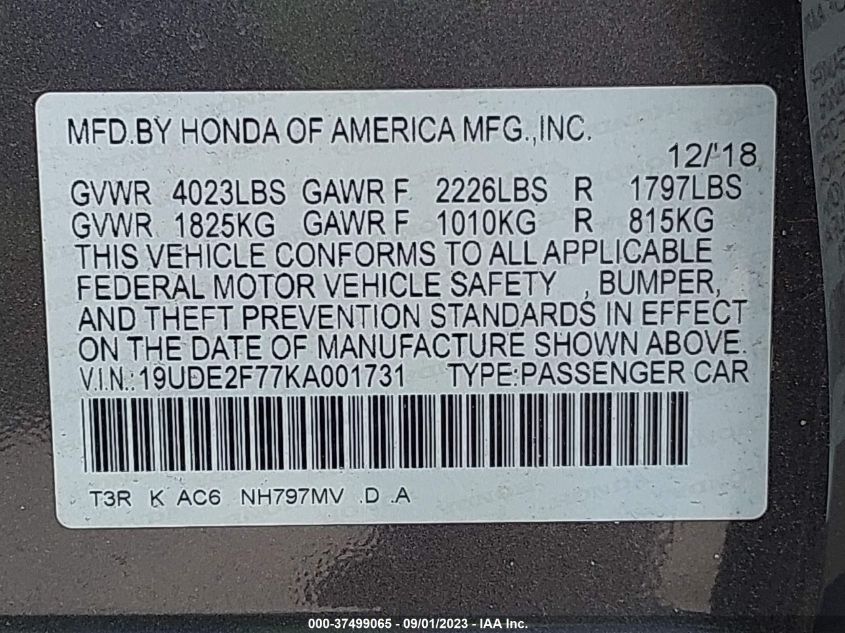 MFD.BY HONDA OF AMERICA MFG.,INC.
12/'18
GVWR 4023LBS GAWR F 2226LBS R 1797LBS
GVWR 1825KG GAWR F 1010KG R 815KG
THIS VEHICLE CONFORMS TO ALL APPLICABLE
FEDERAL MOTOR VEHICLE SAFETY , BUMPER,
AND THEFT PREVENTION STANDARDS IN EFFECT
ON THE DATE OF MANUFACTURE SHOWN ABOVE.
V.I.N.:19UDE2F77KA001731 TYPE:PASSENGER CAR
T3R K AC6 NH797MV .D .A
000-37499065 - 09/01/2023 - IAA Inc.